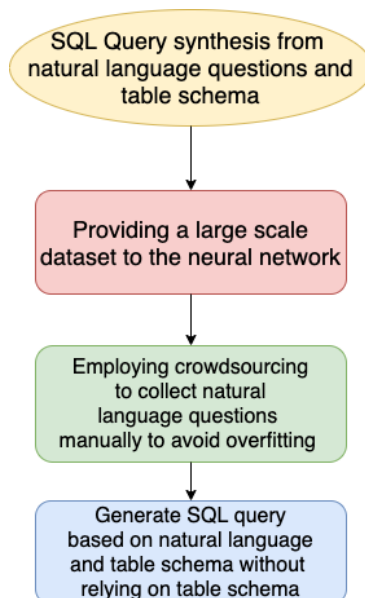 SQL Query synthesis from
natural language questions and
table schema
Providing a large scale
dataset to the neural network
Employing crowdsourcing
to collect natural
language questions
manually to avoid overfitting
Generate SQL query
based on natural language
and table schema without
relying on table schema